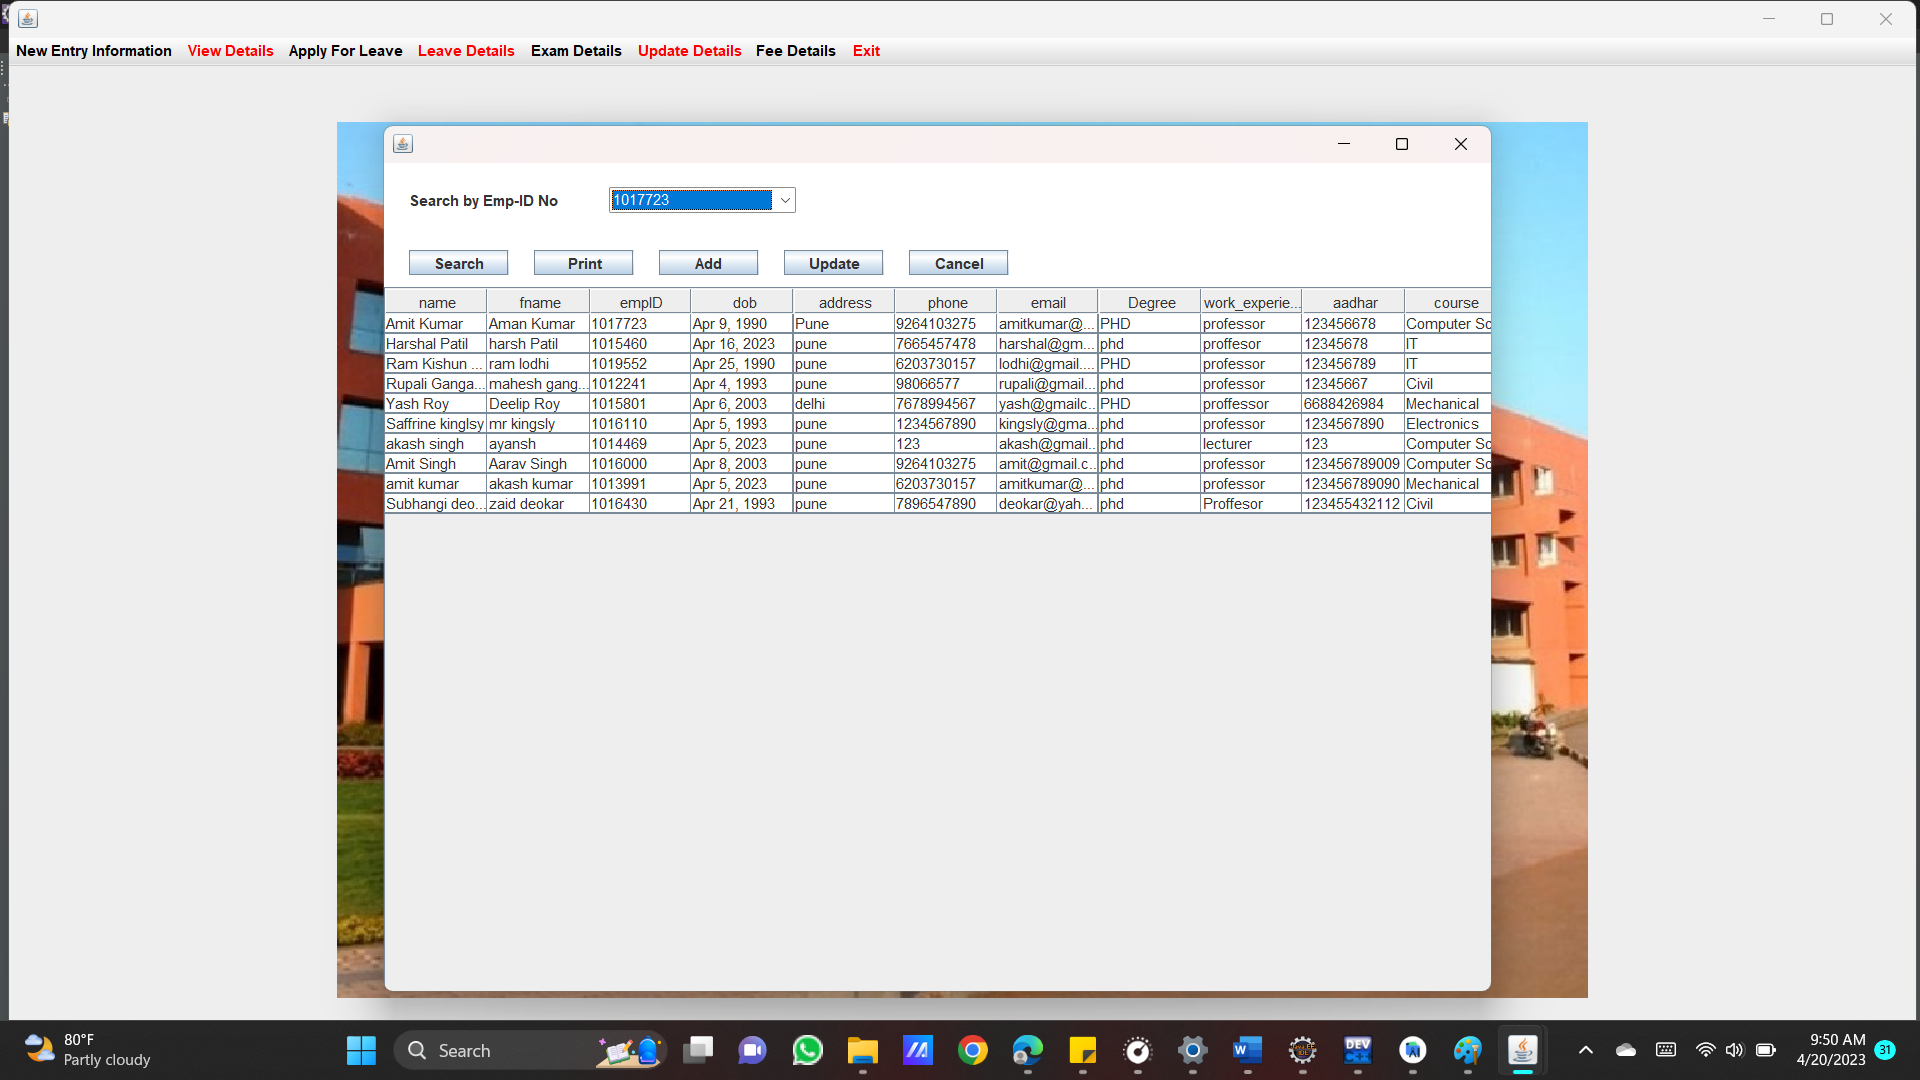 New Entry Information View Details Apply For Leave Leave Details Exam Details Update Details Fee Details Exit
Search by Emp-ID No 1017723
Search Print Add Update Cancel
name fname empID dob address phone email Degree work_experie... aadhar course
Amit Kumar Aman Kumar 1017723 Apr 9, 1990 Pune 9264103275 amitkumar@... PHD professor 123456678 Computer Sc
Harshal Patil harsh Patil 1015460 Apr 16, 2023 pune 7665457478 harshal@gm... phd proffesor 12345678 IT
Ram Kishun ... ram lodhi 1019552 Apr 25, 1990 pune 6203730157 lodhi@gmail.... PHD professor 123456789 IT
Rupali Ganga... mahesh gang... 1012241 Apr 4, 1993 pune 98066577 rupali@gmail... phd professor 12345667 Civil
Yash Roy Deelip Roy 1015801 Apr 6, 2003 delhi 7678994567 yash@gmailc... PHD proffessor 6688426984 Mechanical
Saffrine kinglsy mr kingsly 1016110 Apr 5, 1993 pune 1234567890 kingsly@gma... phd professor 1234567890 Electronics
akash singh ayansh 1014469 Apr 5, 2023 pune 123 akash@gmail... phd lecturer 123 Computer Sc
Amit Singh Aarav Singh 1016000 Apr 8, 2003 pune 9264103275 amit@gmail.c... phd professor 123456789009 Computer Sc
amit kumar akash kumar 1013991 Apr 5, 2023 pune 6203730157 amitkumar@... phd professor 123456789090 Mechanical
Subhangi deo... zaid deokar 1016430 Apr 21, 1993 pune 7896547890 deokar@yah... phd Proffesor 123455432112 Civil
80°F
Partly cloudy
Search
W
DEV
C++
9:50 AM
4/20/2023
31